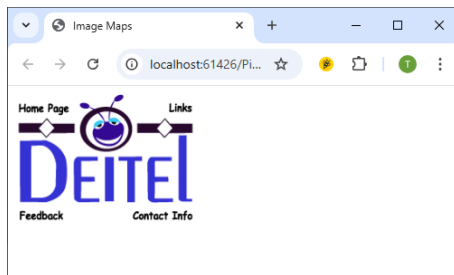 Image Maps
localhost:61426/Pi...
T
Home Page
Links
DEITEL
Feedback
Contact Info